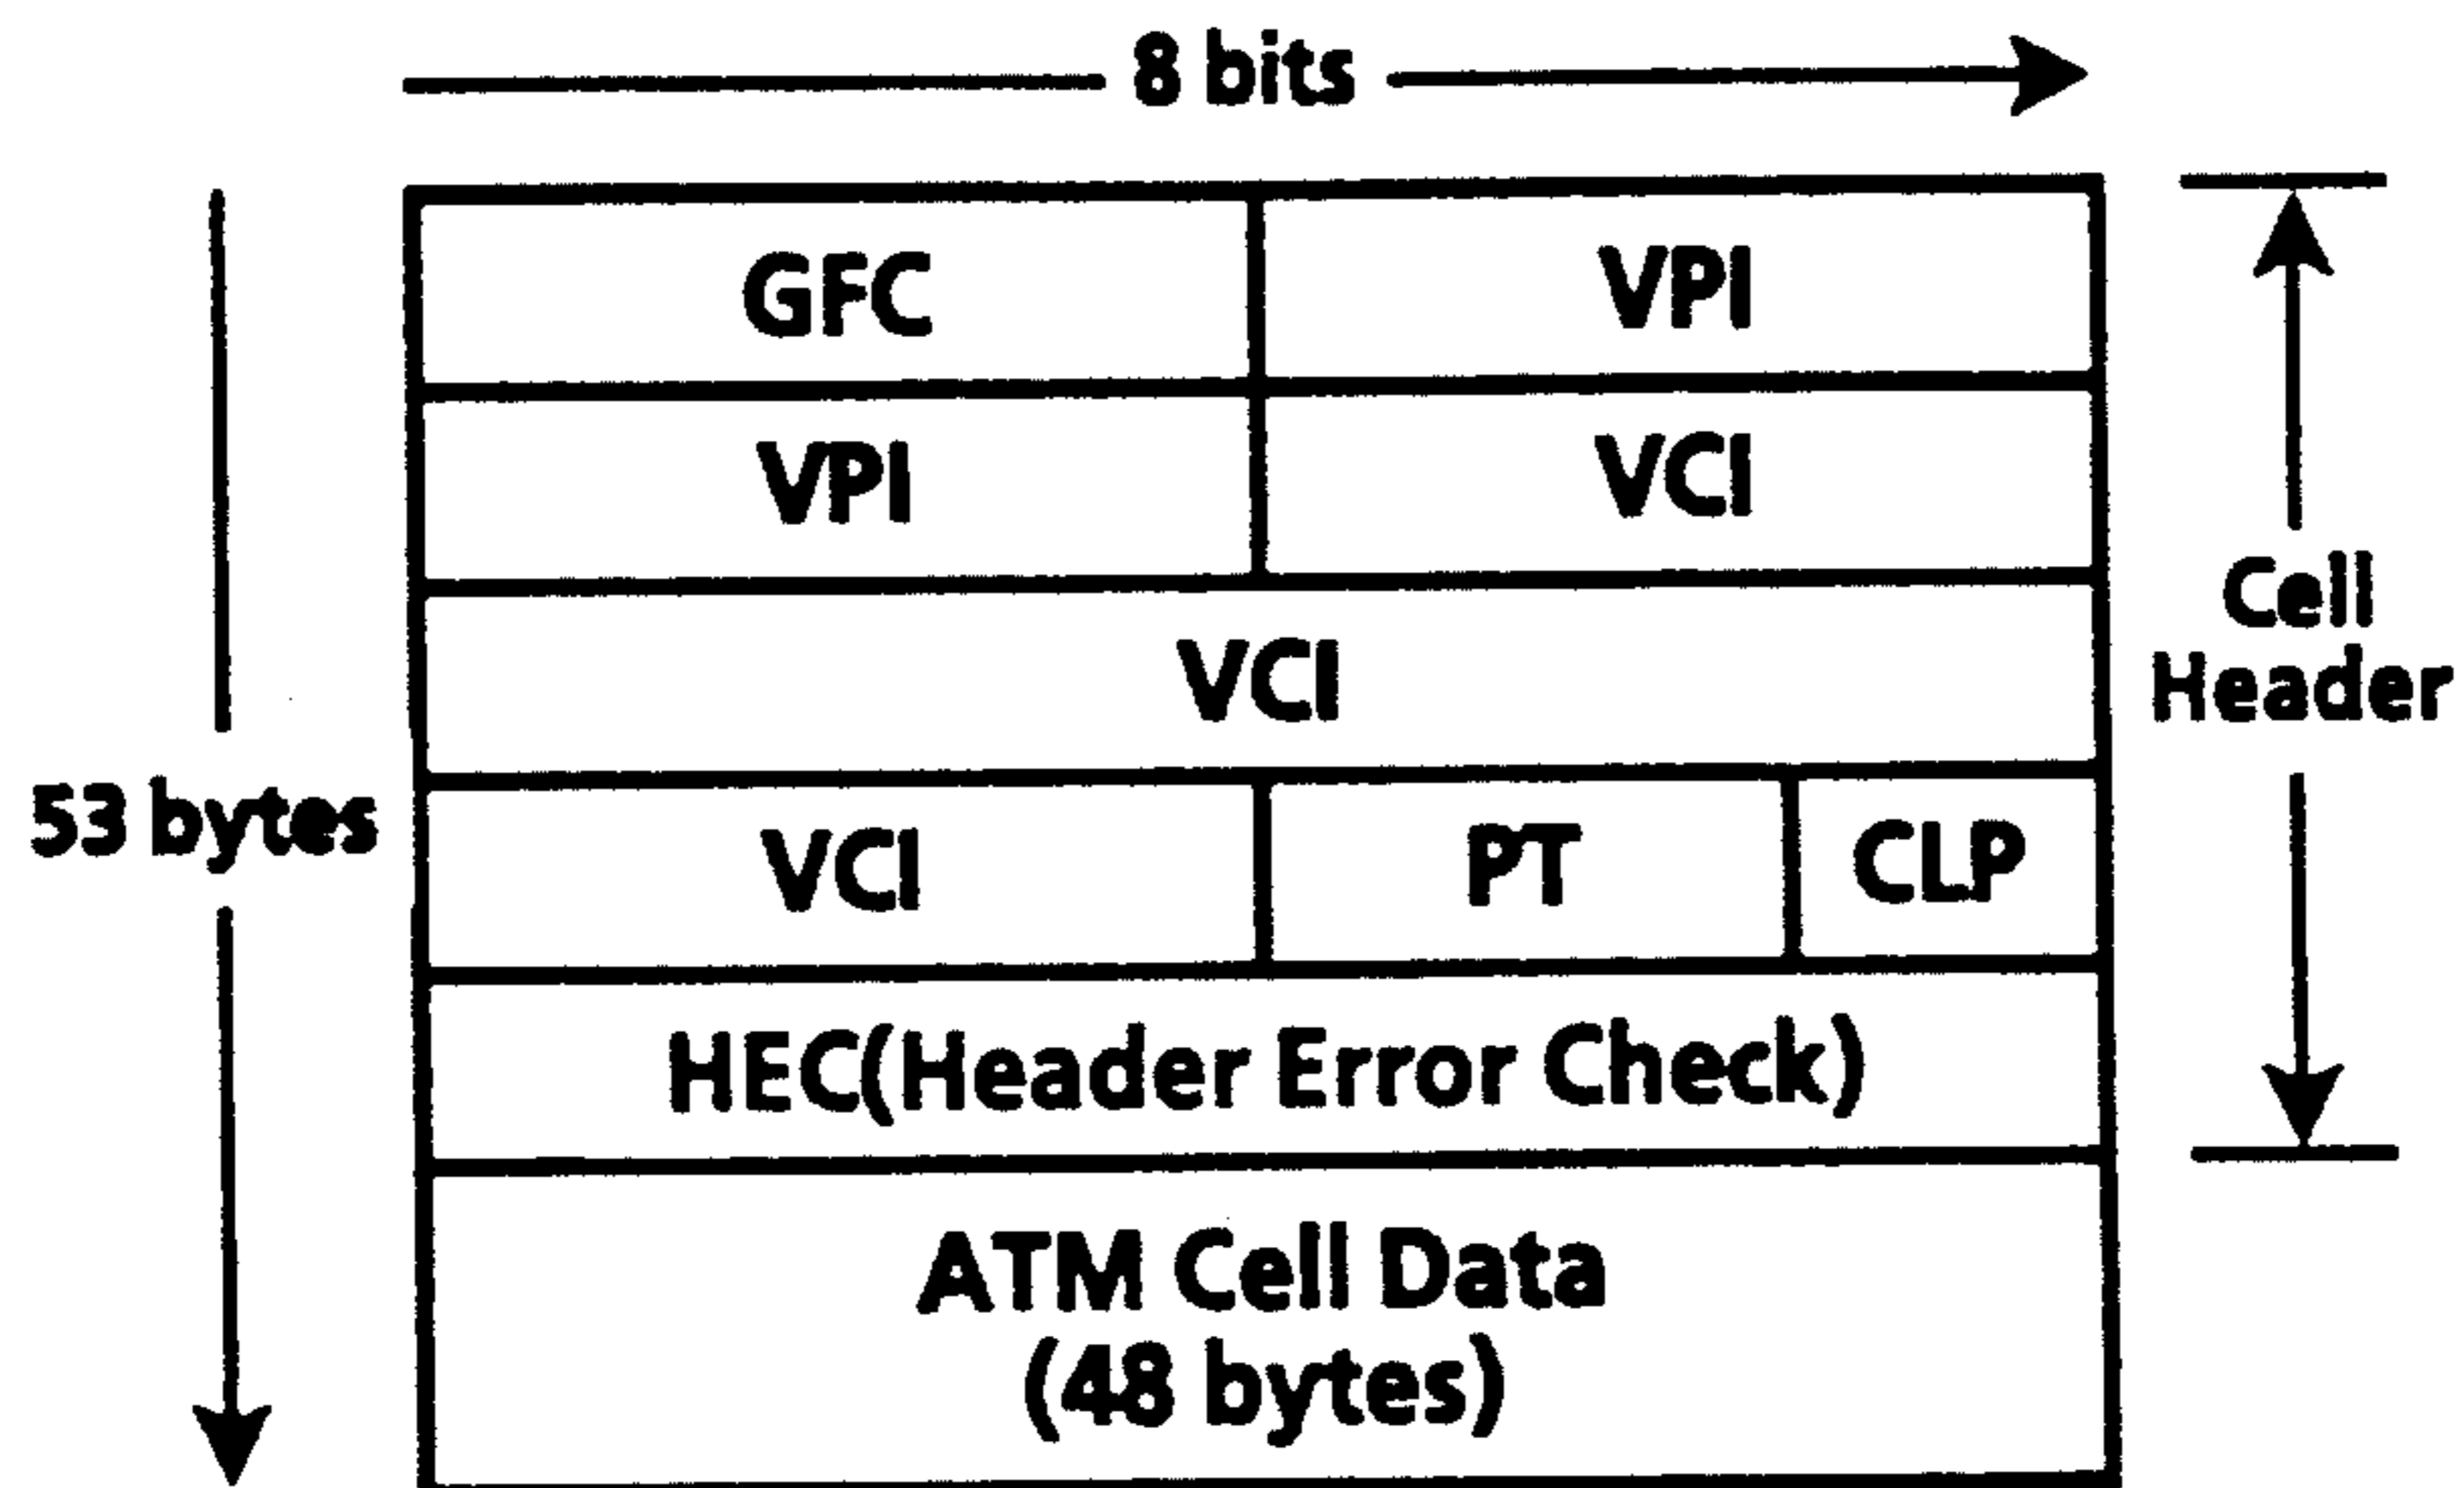 8 bits
GFC VPI
VPI VCI
VCI
Cell
Header
53 bytes
VCI PT CLP
HEC(Header Error Check)
ATM Cell Data
(48 bytes)